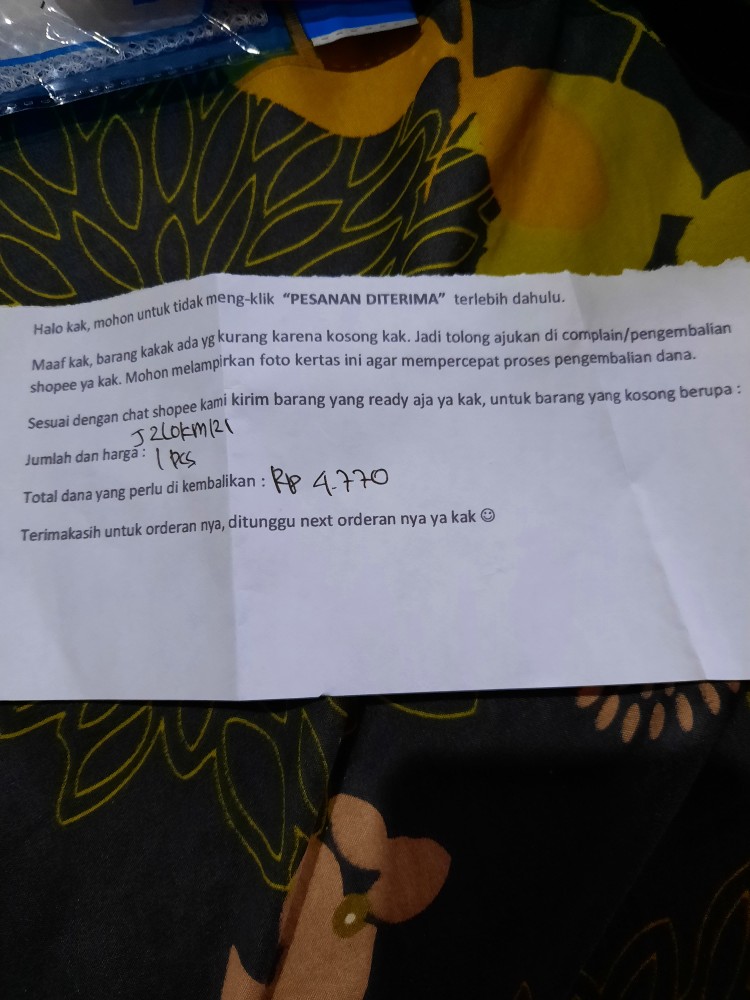 Halo kak, mohon untuk tidak meng-klik “PESANAN DITERIMA” terlebih dahulu.
Maaf kak, barang kakak ada yg kurang karena kosong kak. Jadi tolong ajukan di complain/pengembalian
shopee ya kak. Mohon melampirkan foto kertas ini agar mempercepat proses pengembalian dana.
Sesuai dengan chat shopee kami kirim barang yang ready aja ya kak, untuk barang yang kosong berupa :
Jumlah dan harga : 1 pcs
Total dana yang perlu di kembalikan : Rp 4.770
Terimakasih untuk orderan nya, ditunggu next orderan nya ya kak ☺